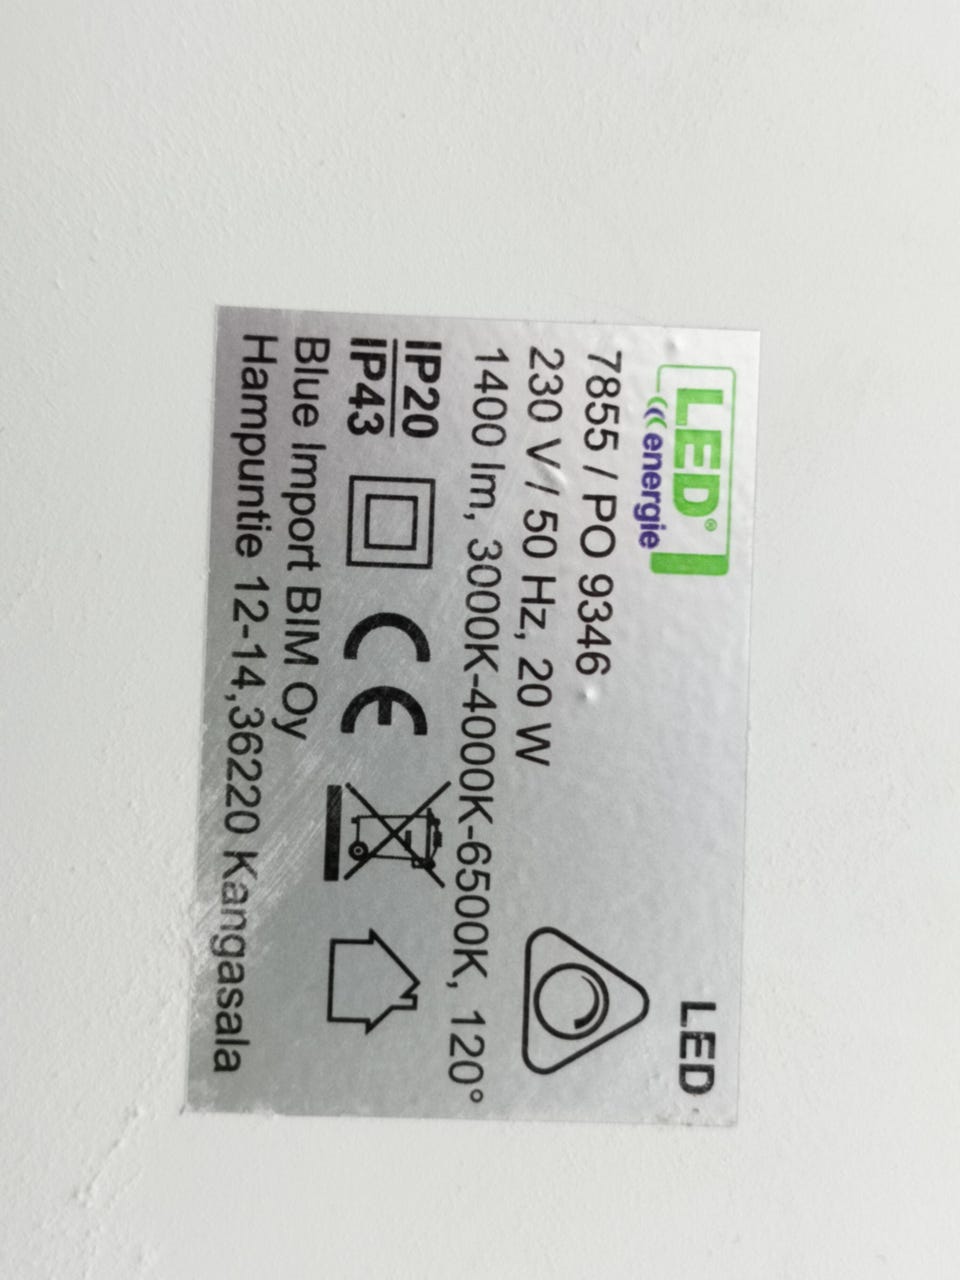 LED®
energie
LED
7855 / PO 9346
230 V / 50 Hz, 20 W
1400 lm, 3000K-4000K-6500K, 120°
IP20
IP43
CE
Blue Import BIM Oy
Hampuntie 12-14,36220 Kangasala